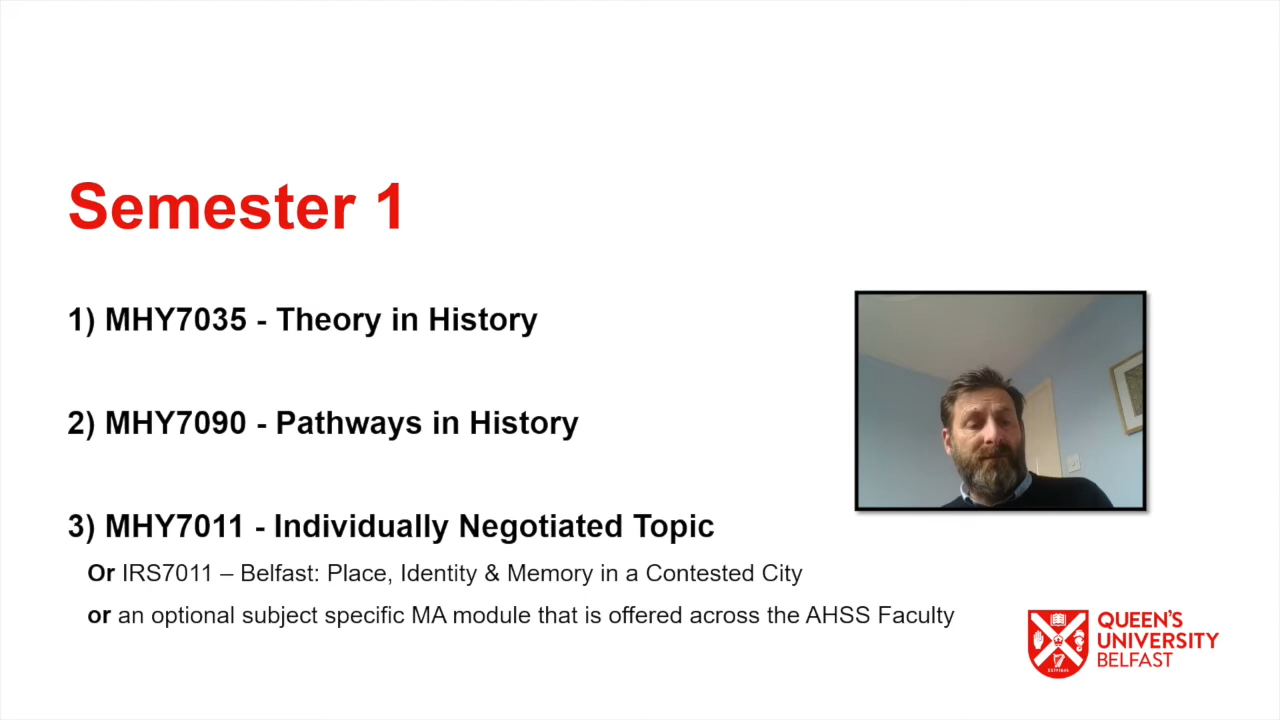 Semester 1
1) MHY7035 - Theory in History
2) MHY7090 - Pathways in History
3) MHY7011 - Individually Negotiated Topic
Or IRS7011 – Belfast: Place, Identity & Memory in a Contested City
or an optional subject specific MA module that is offered across the AHSS Faculty
QUEEN'S
UNIVERSITY
BELFAST